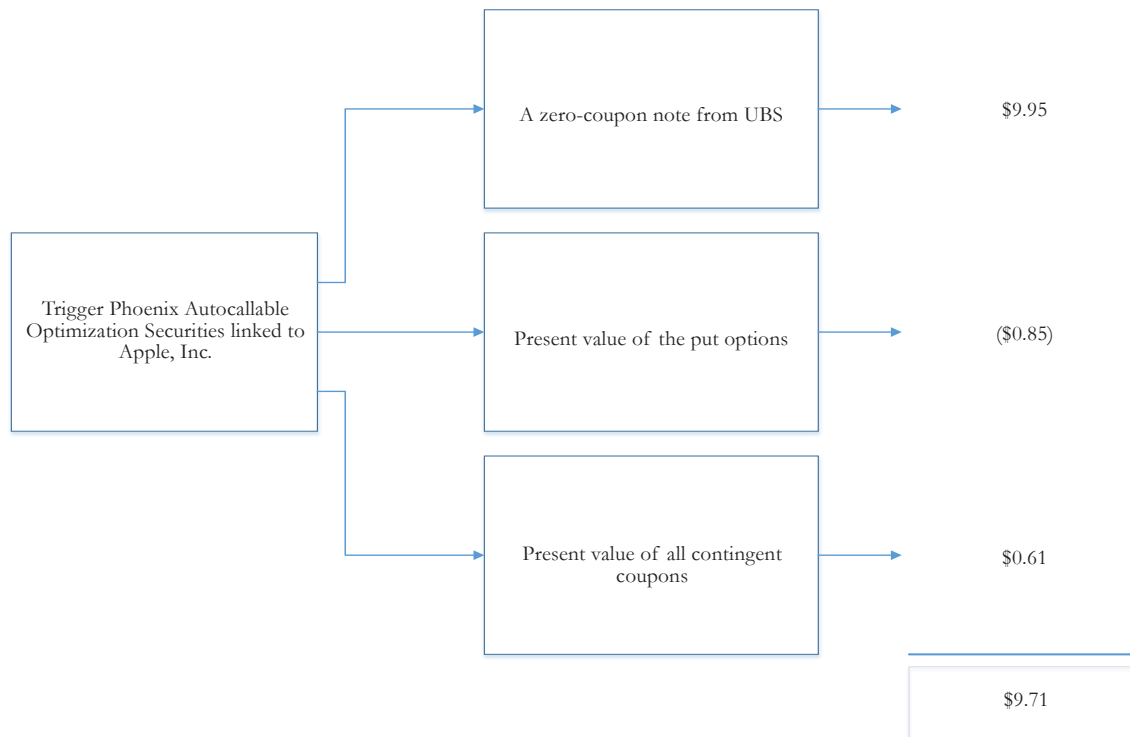 A zero-coupon note from UBS
$9.95
Trigger Phoenix Autocallable
Optimization Securities linked to
Apple, Inc.
Present value of the put options
($0.85)
Present value of all contingent
coupons
$0.61
$9.71